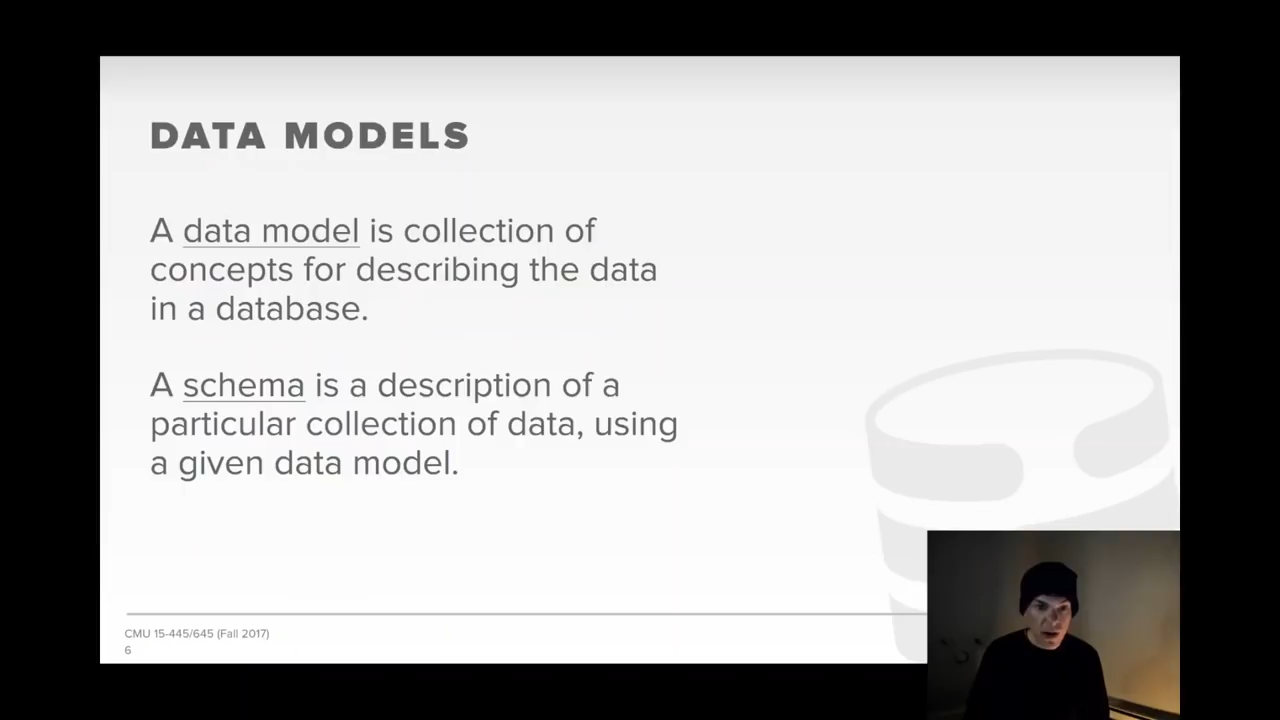 DATA MODELS
A data model is collection of
concepts for describing the data
in a database.
A schema is a description of a
particular collection of data, using
a given data model.
CMU 15-445/645 (Fall 2017)
6